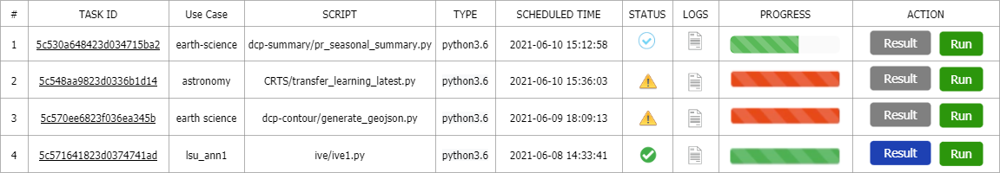 # TASK ID Use Case SCRIPT TYPE SCHEDULED TIME STATUS LOGS PROGRESS ACTION
1 5c530a648423d034715ba2 earth-science dcp-summary/pr_seasonal_summary.py python3.6 2021-06-10 15:12:58 Result Run
2 5c548aa9823d0336b1d14 astronomy CRTS/transfer_learning_latest.py python3.6 2021-06-10 15:36:03 Result Run
3 5c570ee6823f036ea345b earth science dcp-contour/generate_geojson.py python3.6 2021-06-09 18:09:13 Result Run
4 5c571641823d0374741ad lsu_ann1 ive/ive1.py python3.6 2021-06-08 14:33:41 Result Run